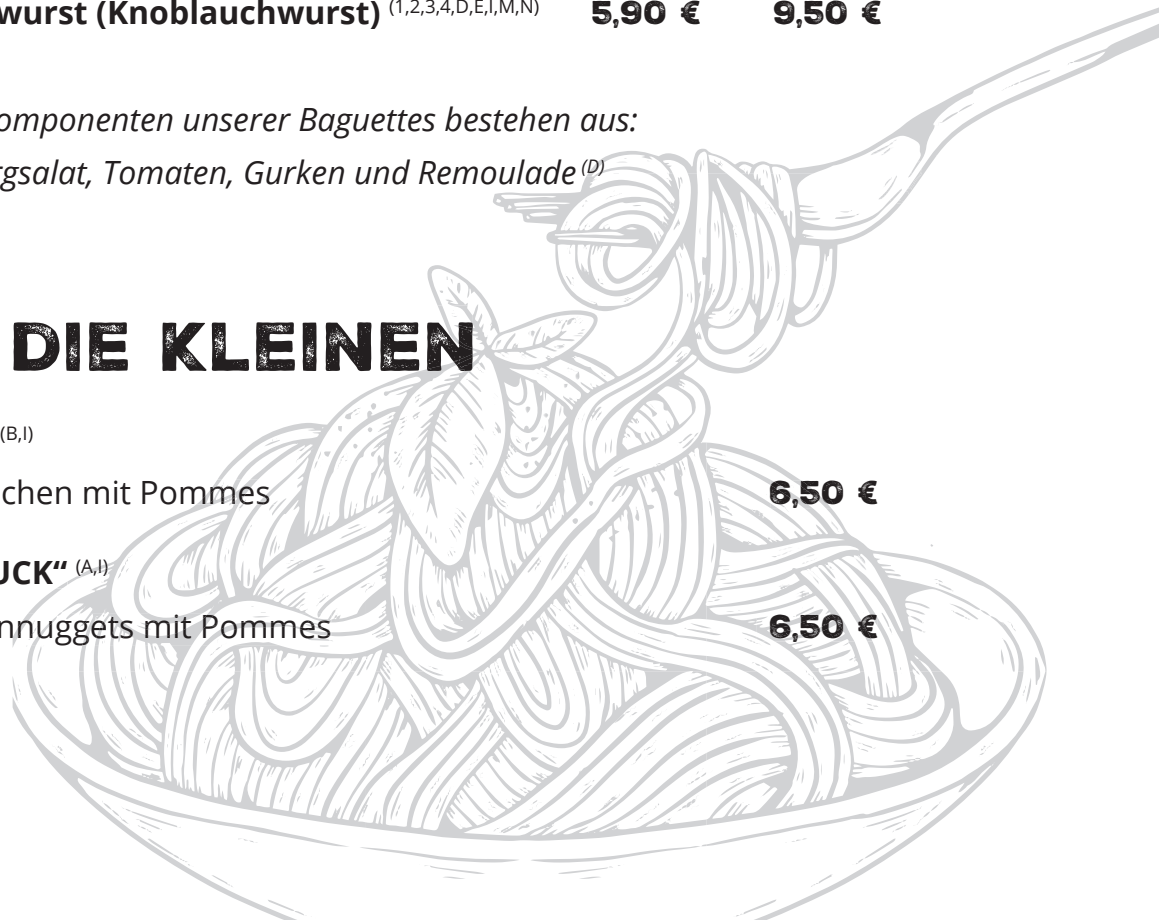 wurst (Knoblauchwurst) (1,2,3,4,D,E,I,M,N) 5,90 € 9,50 €
omponenten unserer Baguettes bestehen aus:
rgsalat, Tomaten, Gurken und Remoulade (D)
DIE KLEINEN
(B,I)
chen mit Pommes 6,50 €
UCK“ (A,I)
nnuggets mit Pommes 6,50 €